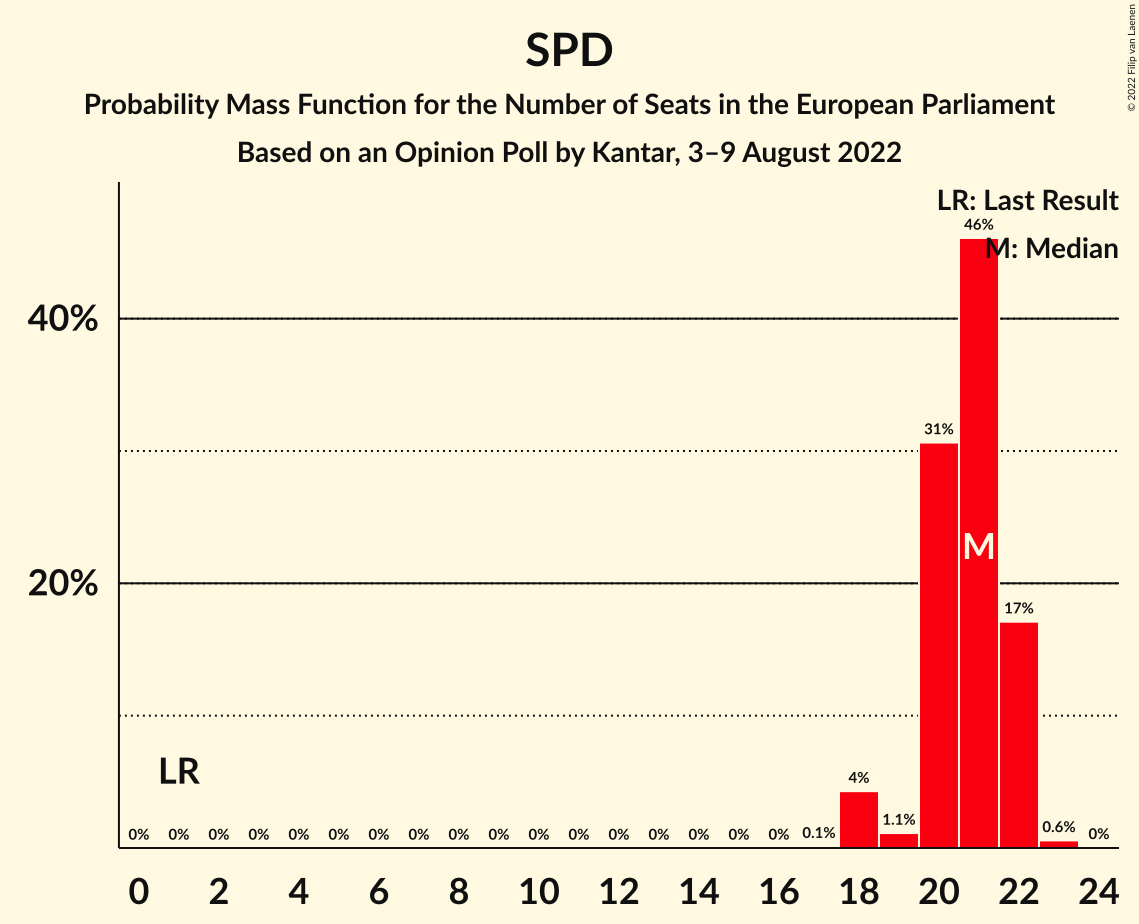 SPD
Probability Mass Function for the Number of Seats in the European Parliament
Based on an Opinion Poll by Kantar, 3–9 August 2022
© 2022 Filip van Laenen
LR: Last Result
M: Median
46%
40%
31%
M
20%
17%
LR
4%
0% 0% 0% 0% 0% 0% 0% 0% 0% 0% 0% 0% 0% 0% 0% 0% 0% 0.1% 1.1% 0.6% 0%
0 2 4 6 8 10 12 14 16 18 20 22 24